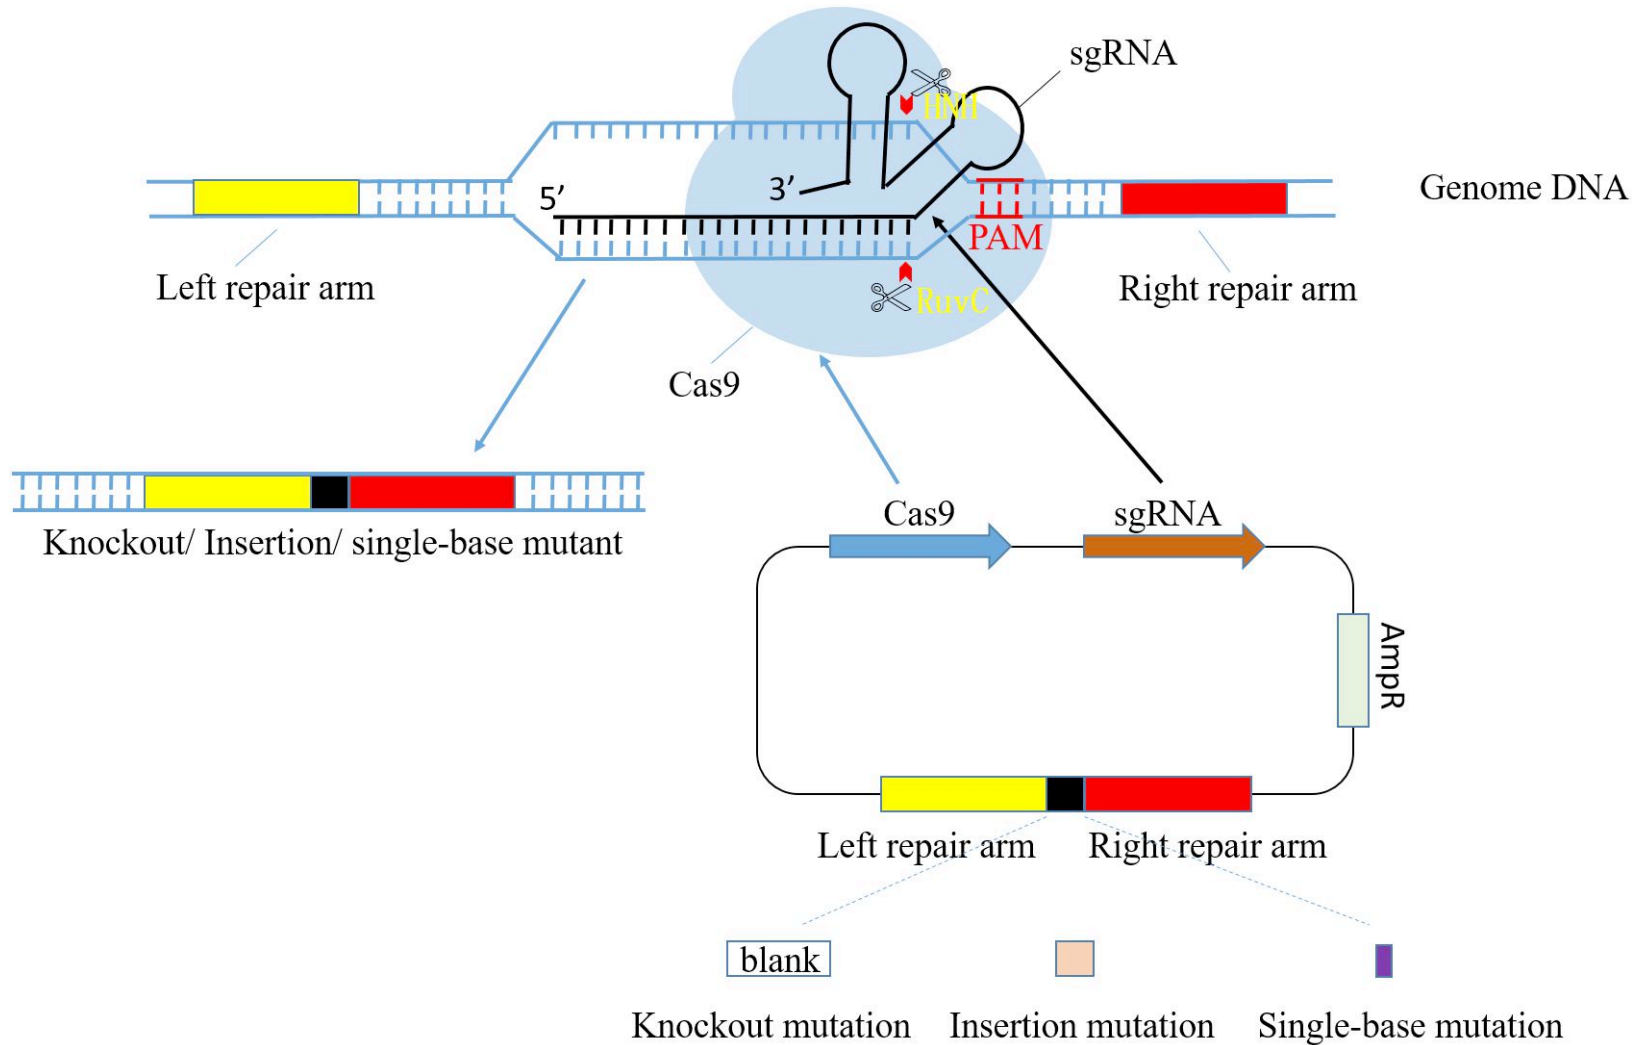 sgRNA
HNH
3’
Genome DNA
5’
PAM
Left repair arm
RuvC
Right repair arm
Cas9
Cas9
sgRNA
Knockout/ Insertion/ single-base mutant
AmpR
Left repair arm
Right repair arm
blank
Knockout mutation
Insertion mutation
Single-base mutation